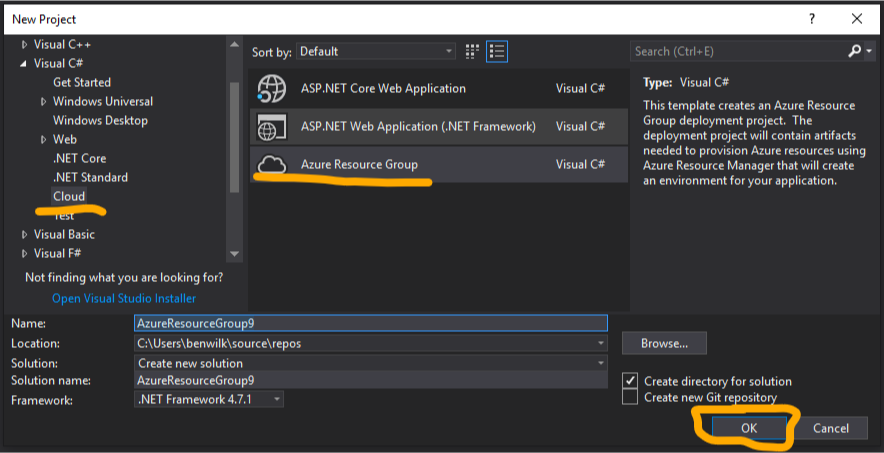 New Project
Visual C++
Visual C#
Get Started
Windows Universal
Windows Desktop
Web
.NET Core
.NET Standard
Cloud
Test
Visual Basic
Visual F#
Not finding what you are looking for?
Open Visual Studio Installer
Sort by: Default
ASP.NET Core Web Application Visual C#
ASP.NET Web Application (.NET Framework) Visual C#
Azure Resource Group Visual C#
Search (Ctrl+E)
Type: Visual C#
This template creates an Azure Resource
Group deployment project. The
deployment project will contain artifacts
needed to provision Azure resources using
Azure Resource Manager that will create
an environment for your application.
Name: AzureResourceGroup9
Location: C:\Users\benwilk\source\repos
Browse...
Solution: Create new solution
Solution name: AzureResourceGroup9
Create directory for solution
Framework: .NET Framework 4.7.1
Create new Git repository
OK Cancel